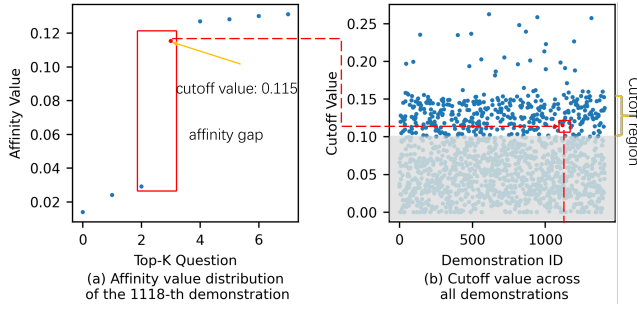 0.12
0.10
0.08
0.06
0.04
0.02
Affinity Value
cutoff value: 0.115
affinity gap
0 2 4 6
Top-K Question
(a) Affinity value distribution
of the 1118-th demonstration
0.25
0.20
0.15
0.10
0.05
0.00
Cutoff Value
Cutoff region
0 500 1000
Demonstration ID
(b) Cutoff value across
all demonstrations